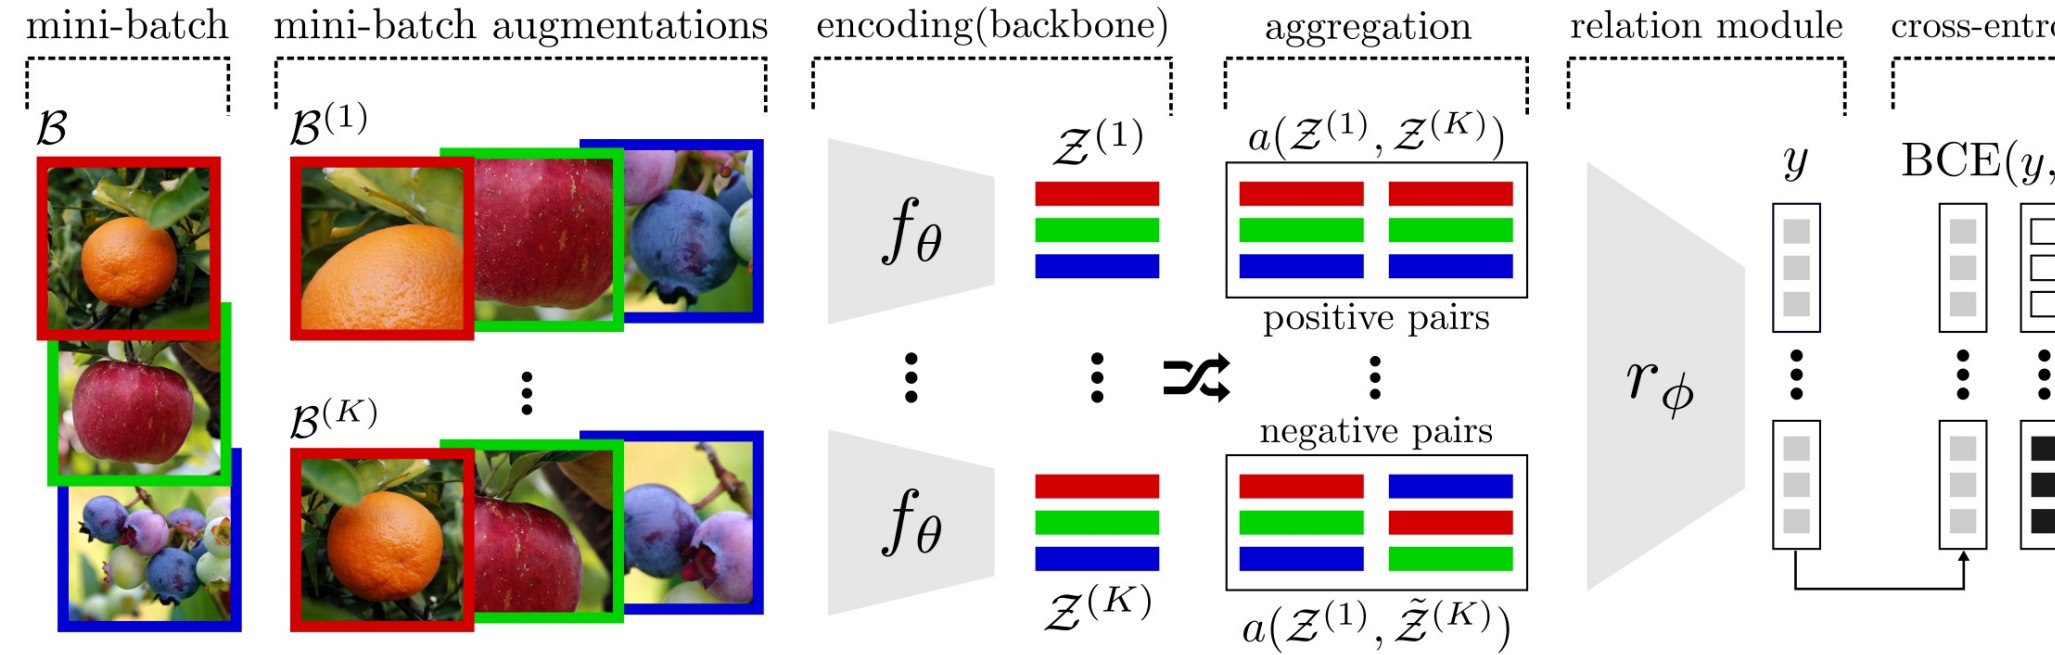 mini-batch
mini-batch augmentations
encoding(backbone)
aggregation
relation module
𝓑
𝓑^(1)
𝓑^(K)
f_θ
f_θ
𝒵^(1)
𝒵^(K)
a(𝒵^(1), 𝒵^(K))
positive pairs
negative pairs
a(𝒵^(1), 𝒵̃^(K))
r_ϕ
y
BCE(y,